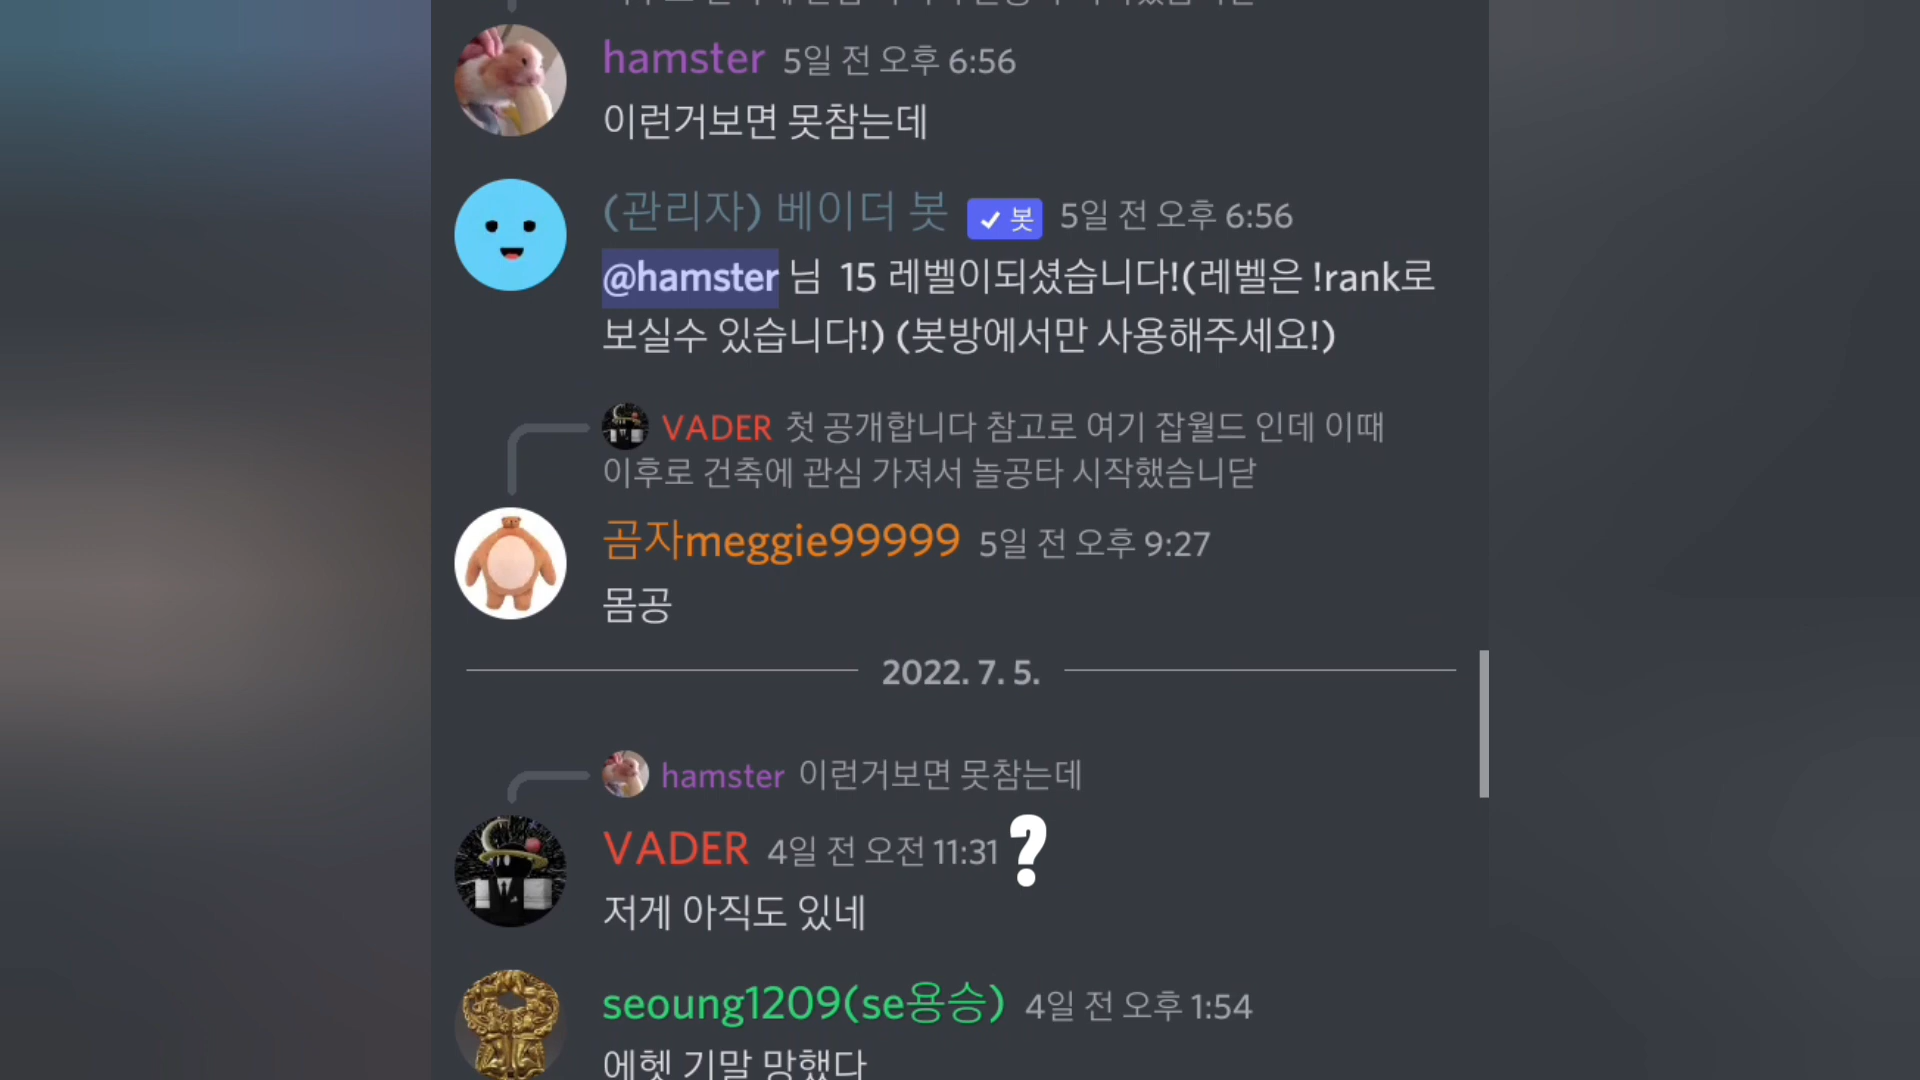 hamster 5일 전 오후 6:56
이런거보면 못참는데
(관리자) 베이더 봇 ✓ 봇 5일 전 오후 6:56
@hamster 님 15 레벨이되셨습니다!(레벨은 !rank로
보실수 있습니다!) (봇방에서만 사용해주세요!)
VADER 첫 공개합니다 참고로 여기 잡월드 인데 이때
이후로 건축에 관심 가져서 놀공타 시작했슴니닫
곰자meggie99999 5일 전 오후 9:27
몸공
2022. 7. 5.
hamster 이런거보면 못참는데
VADER 4일 전 오전 11:31 ?
저게 아직도 있네
seoung1209(se용승) 4일 전 오후 1:54
에헷 기말 망했다